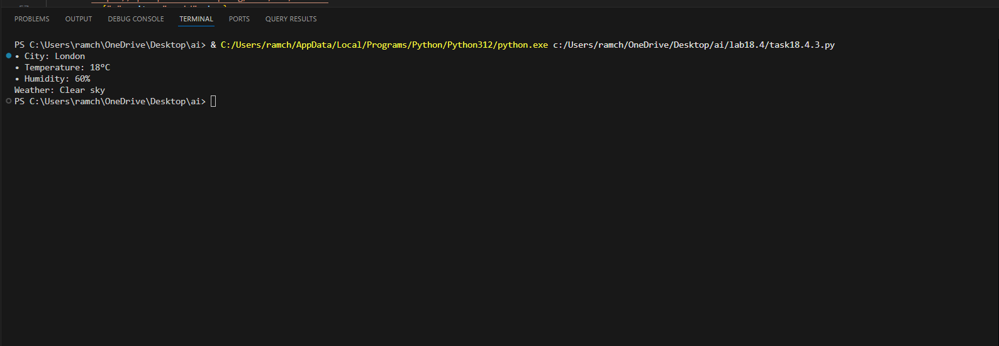 PROBLEMS OUTPUT DEBUG CONSOLE TERMINAL PORTS QUERY RESULTS
PS C:\Users\ramch\OneDrive\Desktop\ai> & C:/Users/ramch/AppData/Local/Programs/Python/Python312/python.exe c:/Users/ramch/OneDrive/Desktop/ai/lab18.4/task18.4.3.py
• City: London
• Temperature: 18°C
• Humidity: 60%
Weather: Clear sky
PS C:\Users\ramch\OneDrive\Desktop\ai>